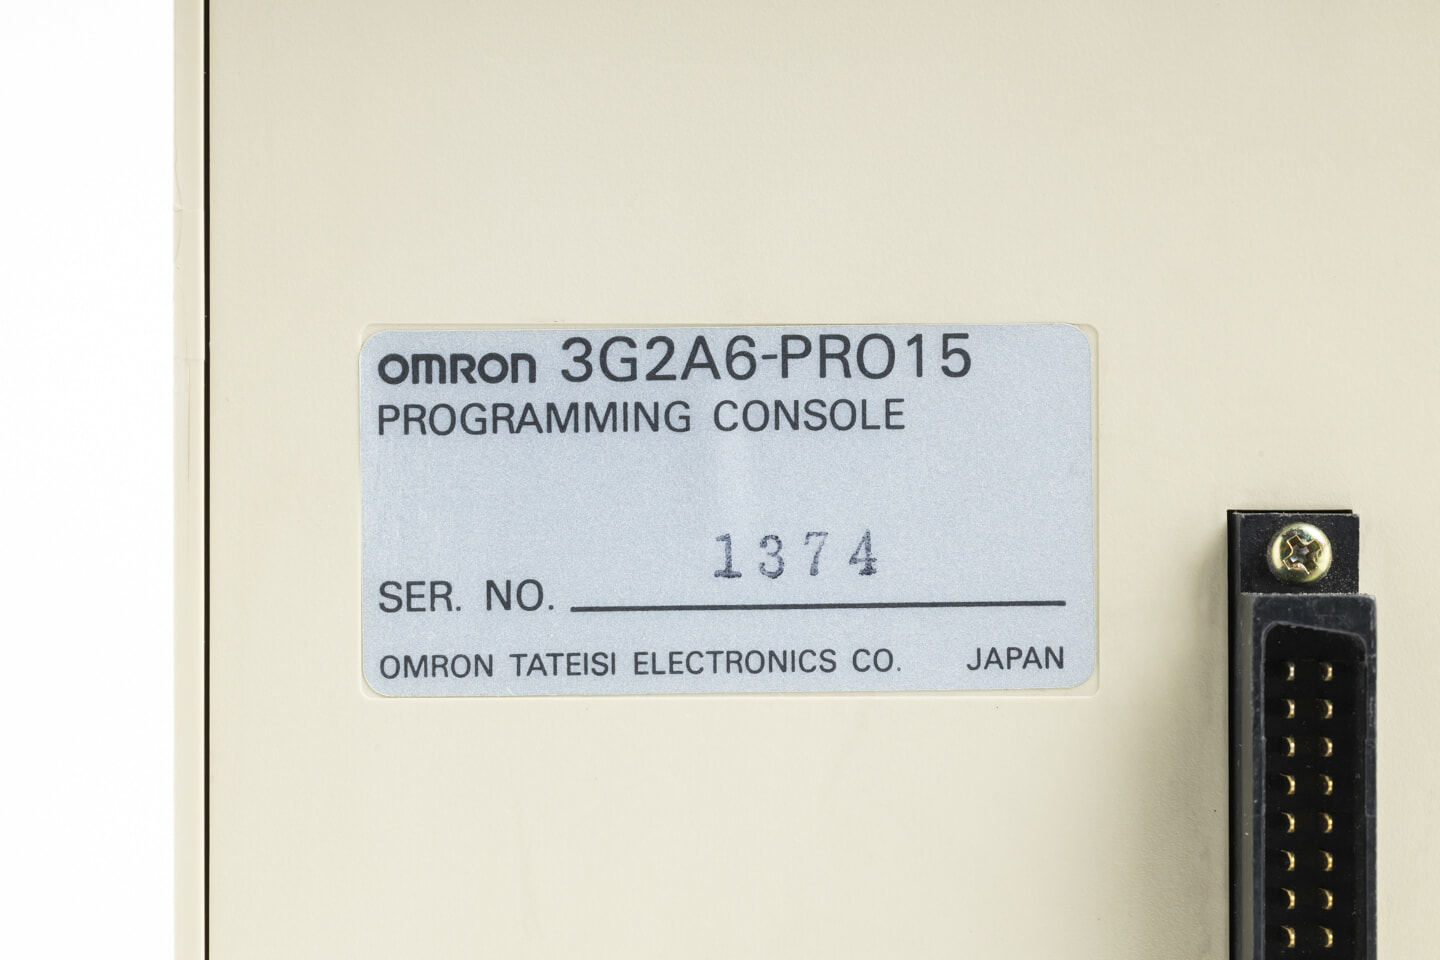 omron 3G2A6-PRO15
PROGRAMMING CONSOLE
1374
SER. NO.
OMRON TATEISI ELECTRONICS CO. JAPAN